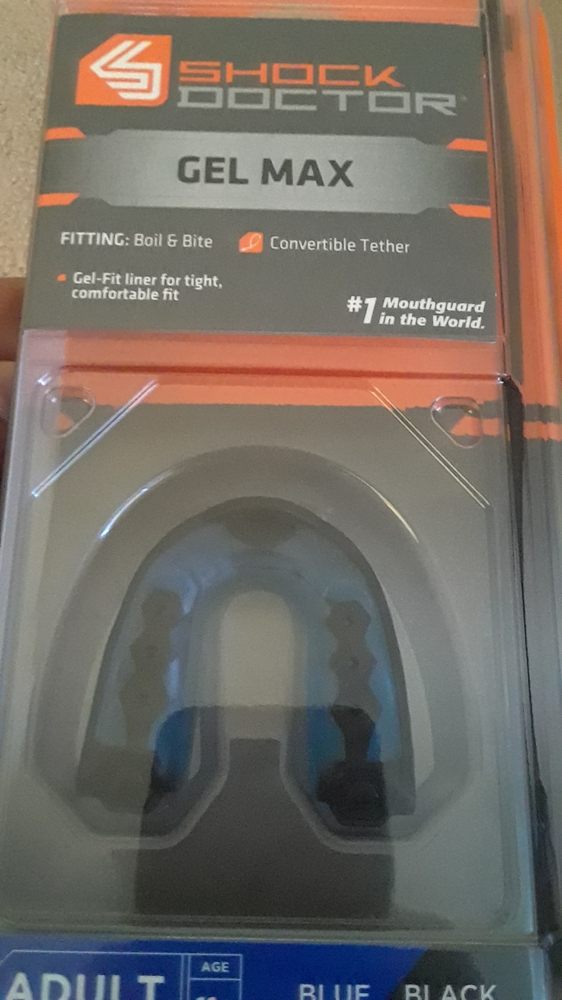 SHOCK
DOCTOR
GEL MAX
FITTING: Boil & Bite
Convertible Tether
Gel-Fit liner for tight,
comfortable fit
#1 Mouthguard
in the World.
ADULT
AGE
BLUE BLACK